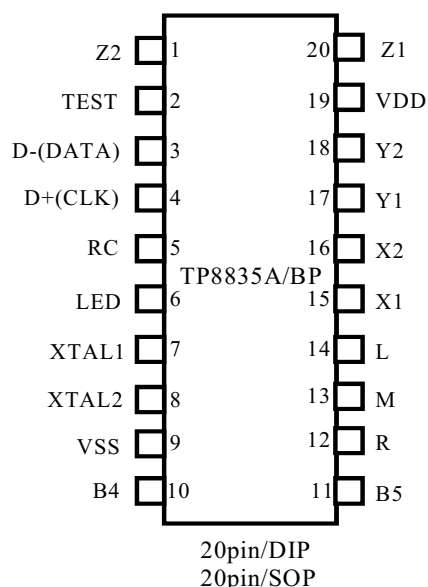 Z2 1 20 Z1
TEST 2 19 VDD
D-(DATA) 3 18 Y2
D+(CLK) 4 17 Y1
RC 5 16 X2
TP8835A/BP
LED 6 15 X1
XTAL1 7 14 L
XTAL2 8 13 M
VSS 9 12 R
B4 10 11 B5
20pin/DIP
20pin/SOP